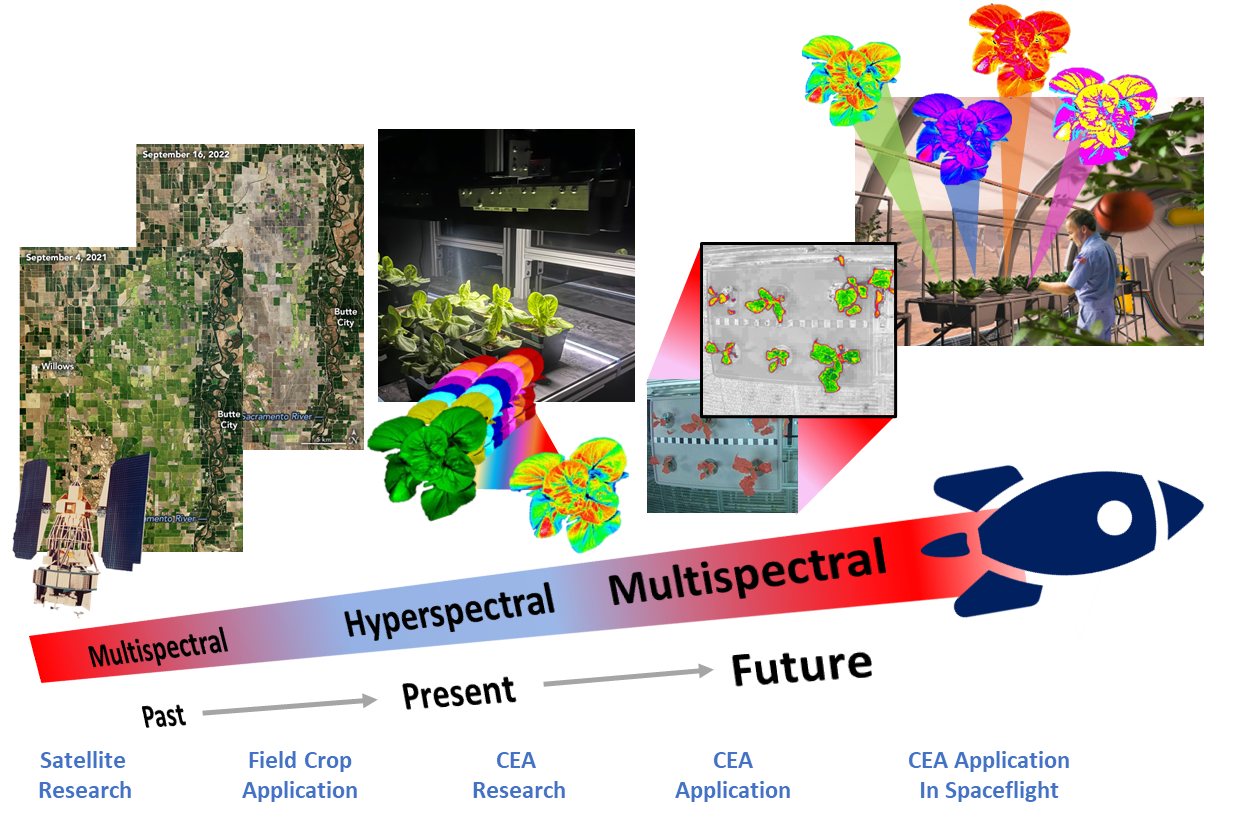 September 16, 2022
Butte
City
Sacramento River
5 km
N
September 4, 2021
Willows
Butte
City
amento River
Multispectral
Hyperspectral
Multispectral
Past
Present
Future
Satellite
Research
Field Crop
Application
CEA
Research
CEA
Application
CEA Application
In Spaceflight